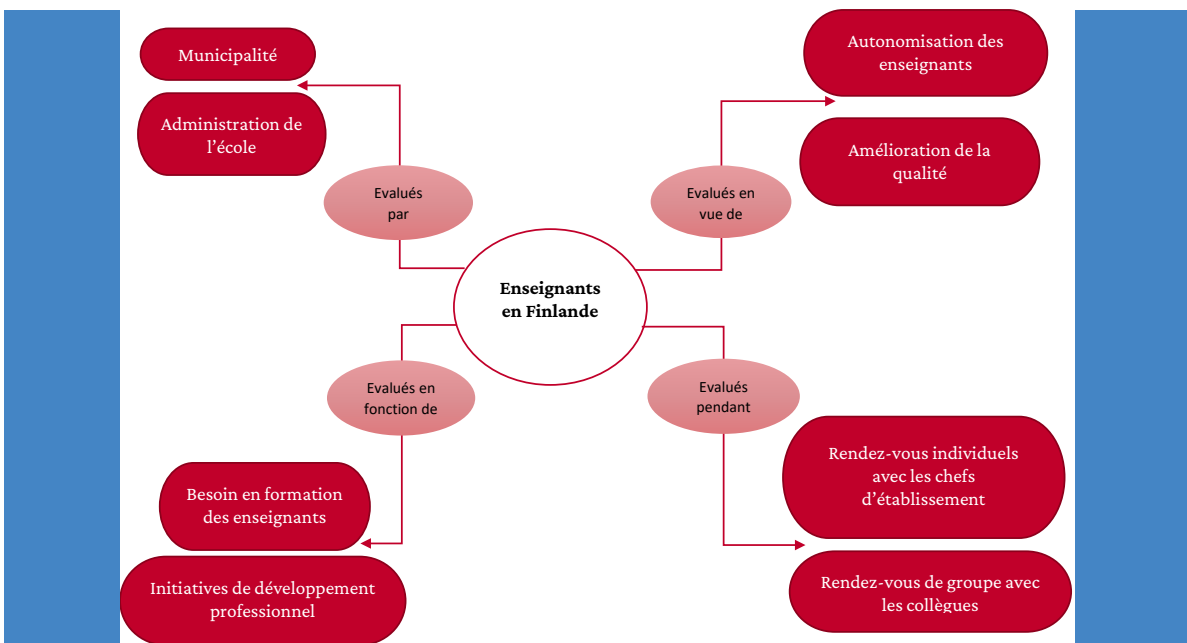 Municipalité
Administration de
l'école
Evalués
par
Autonomisation des
enseignants
Amélioration de la
qualité
Evalués en
vue de
Enseignants
en Finlande
Evalués en
fonction de
Besoin en formation
des enseignants
Initiatives de développement
professionnel
Evalués
pendant
Rendez-vous individuels
avec les chefs
d'établissement
Rendez-vous de groupe avec
les collègues